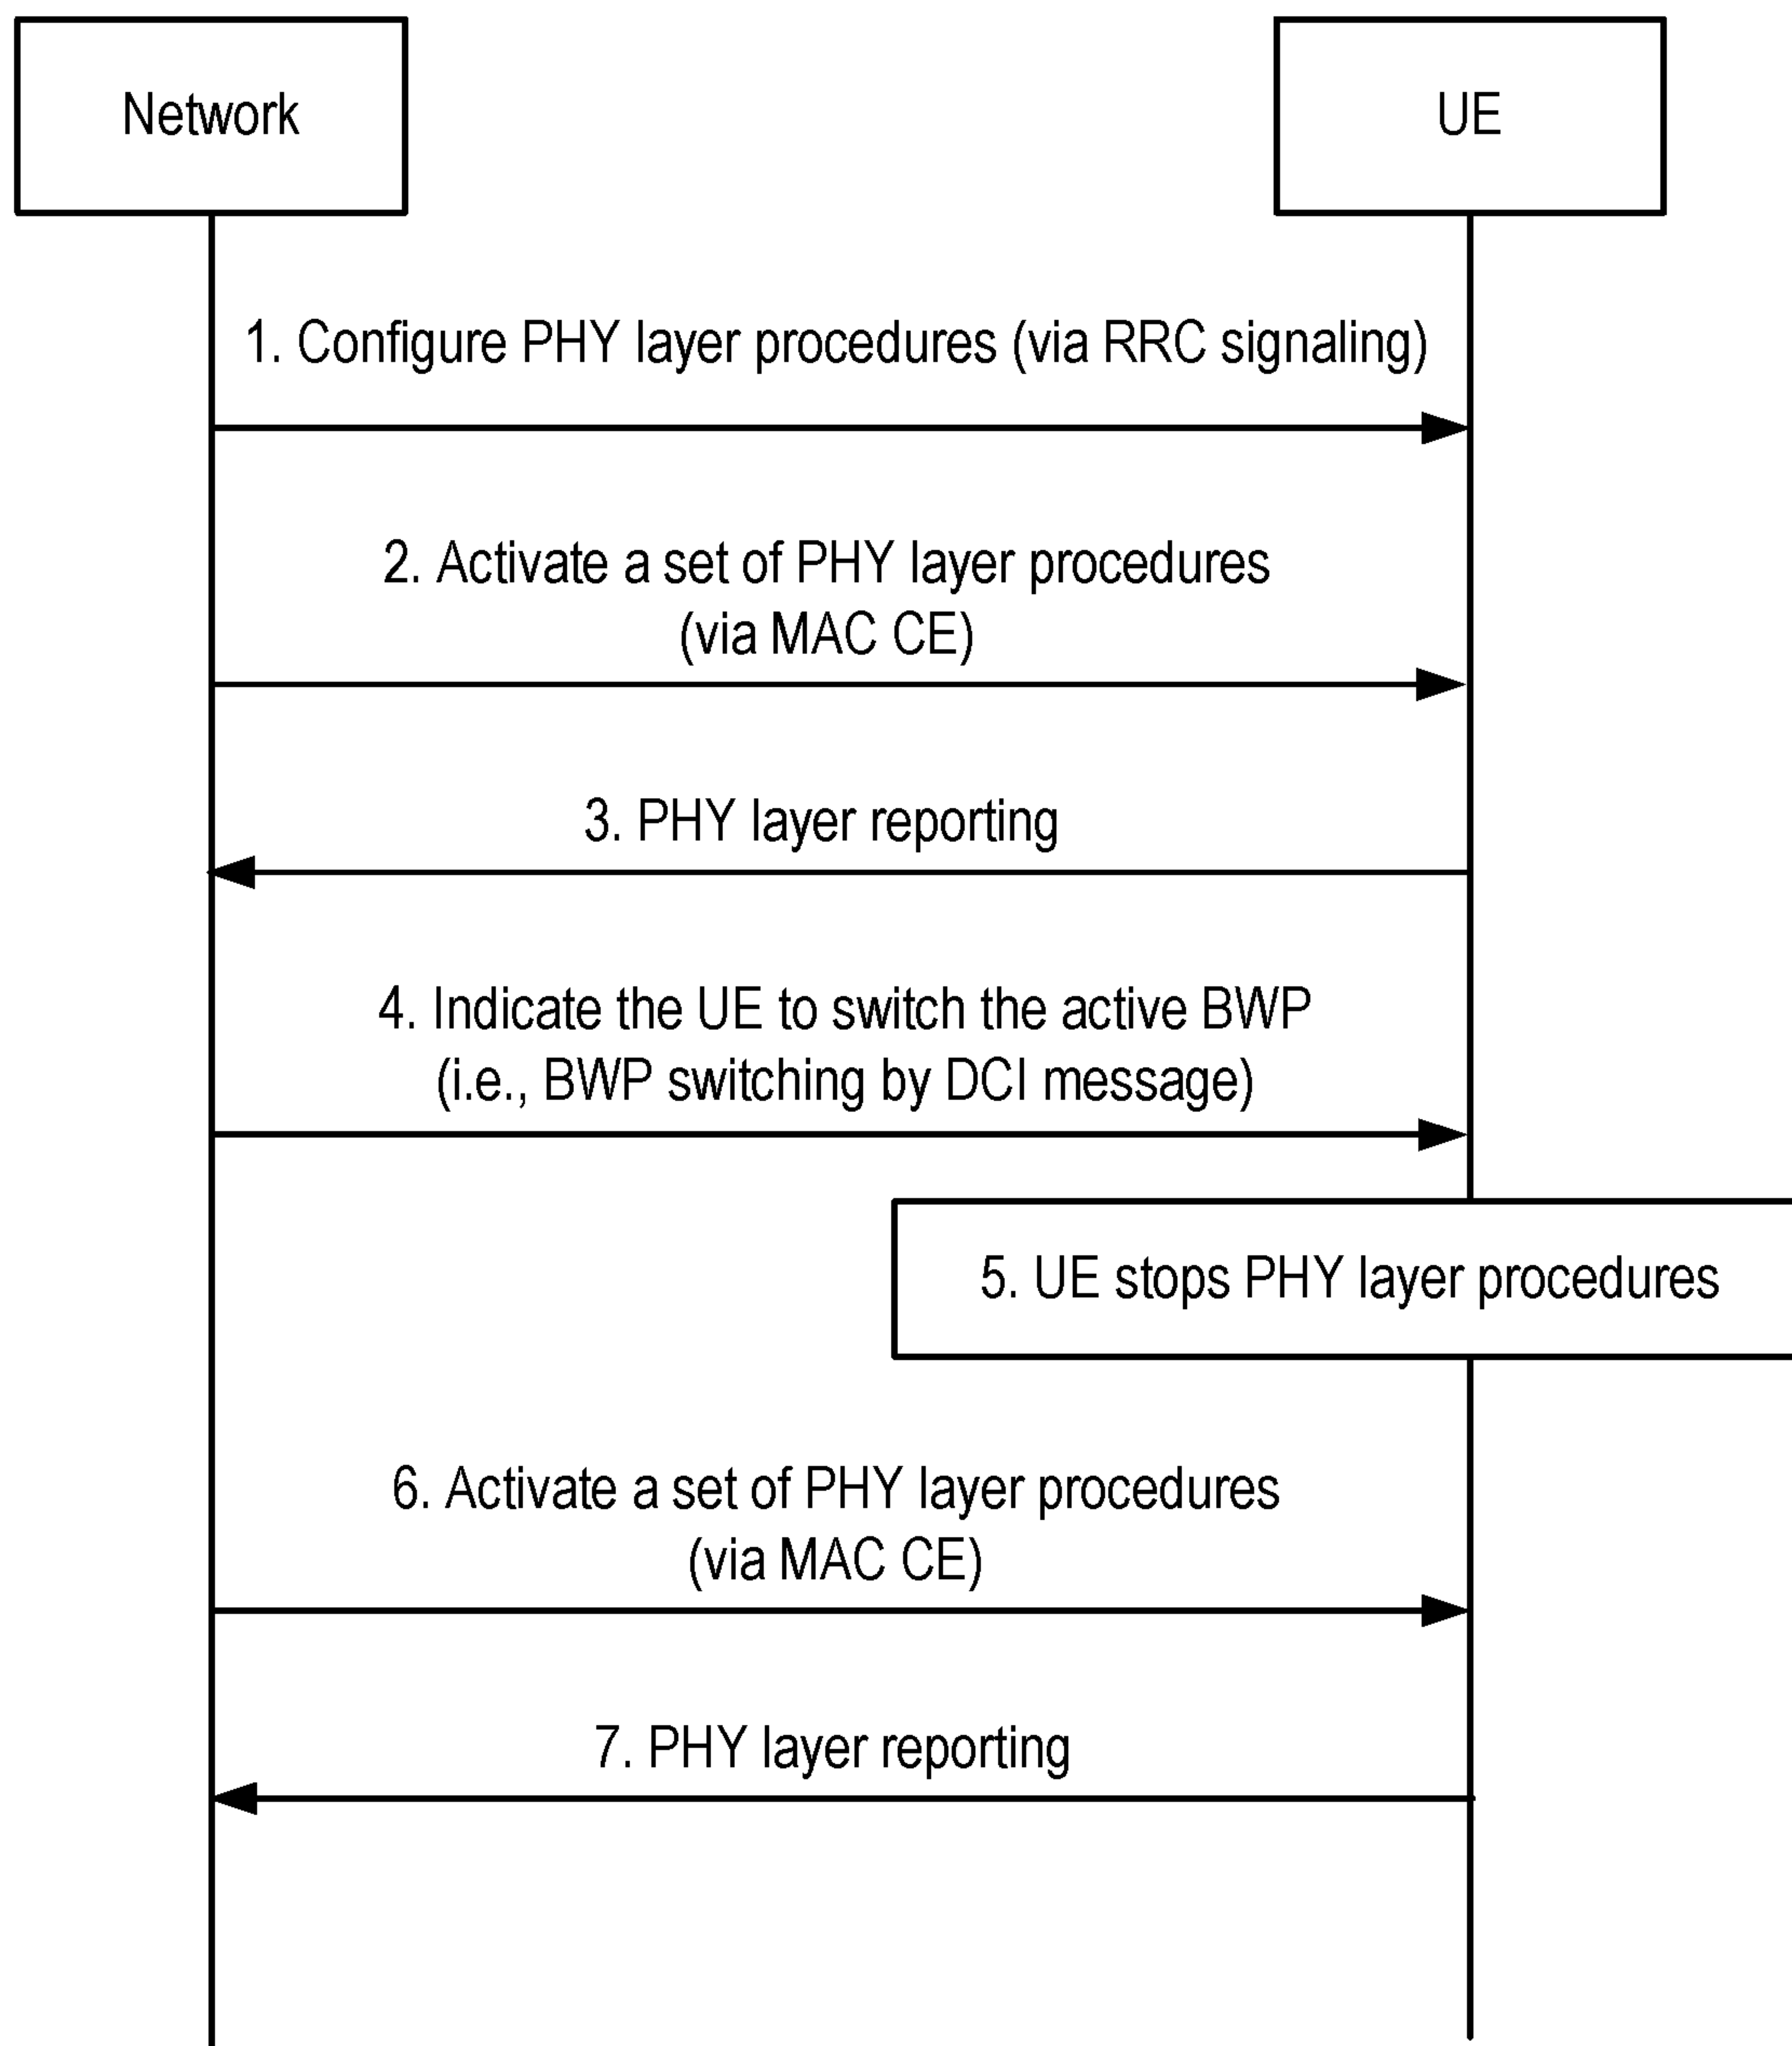 Network
UE
1. Configure PHY layer procedures (via RRC signaling)
2. Activate a set of PHY layer procedures
(via MAC CE)
3. PHY layer reporting
4. Indicate the UE to switch the active BWP
(i.e., BWP switching by DCI message)
5. UE stops PHY layer procedures
6. Activate a set of PHY layer procedures
(via MAC CE)
7. PHY layer reporting